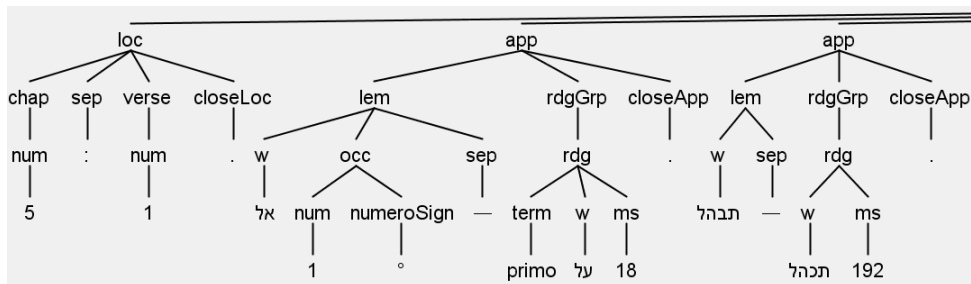 loc app app
chap sep verse closeLoc lem rdgGrp closeApp lem rdgGrp closeApp
num : num . w occ sep rdg . w sep rdg .
5 1 אל num numeroSign — term w ms תבהל — w ms
1 ° primo על 18 תכהל 192